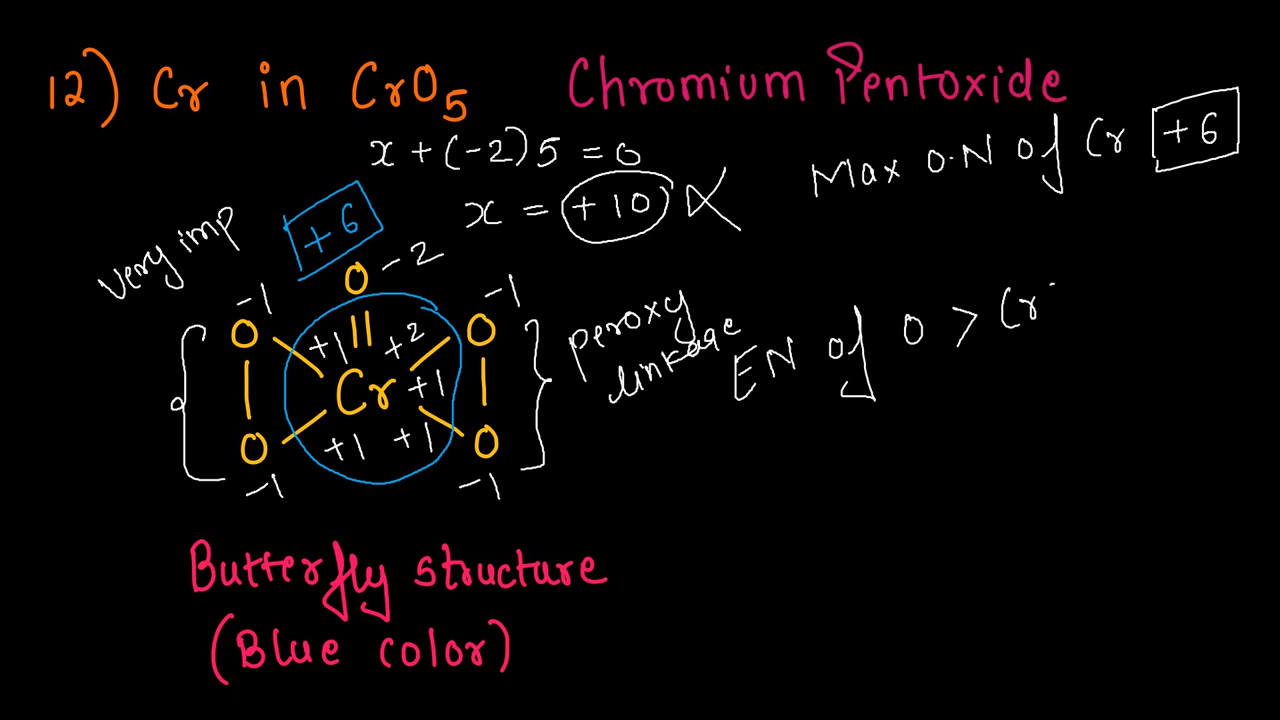 12) Cr in CrO5 Chromium Pentoxide
x + (-2) 5 = 0
Max O.N of Cr +6
x = +10
very imp
+6
O -2
-1 -1
O O
+1 +2
peroxy linkage
EN of O > Cr
Cr +1
O O
+1 +1
-1 -1
Butterfly structure
(Blue color)